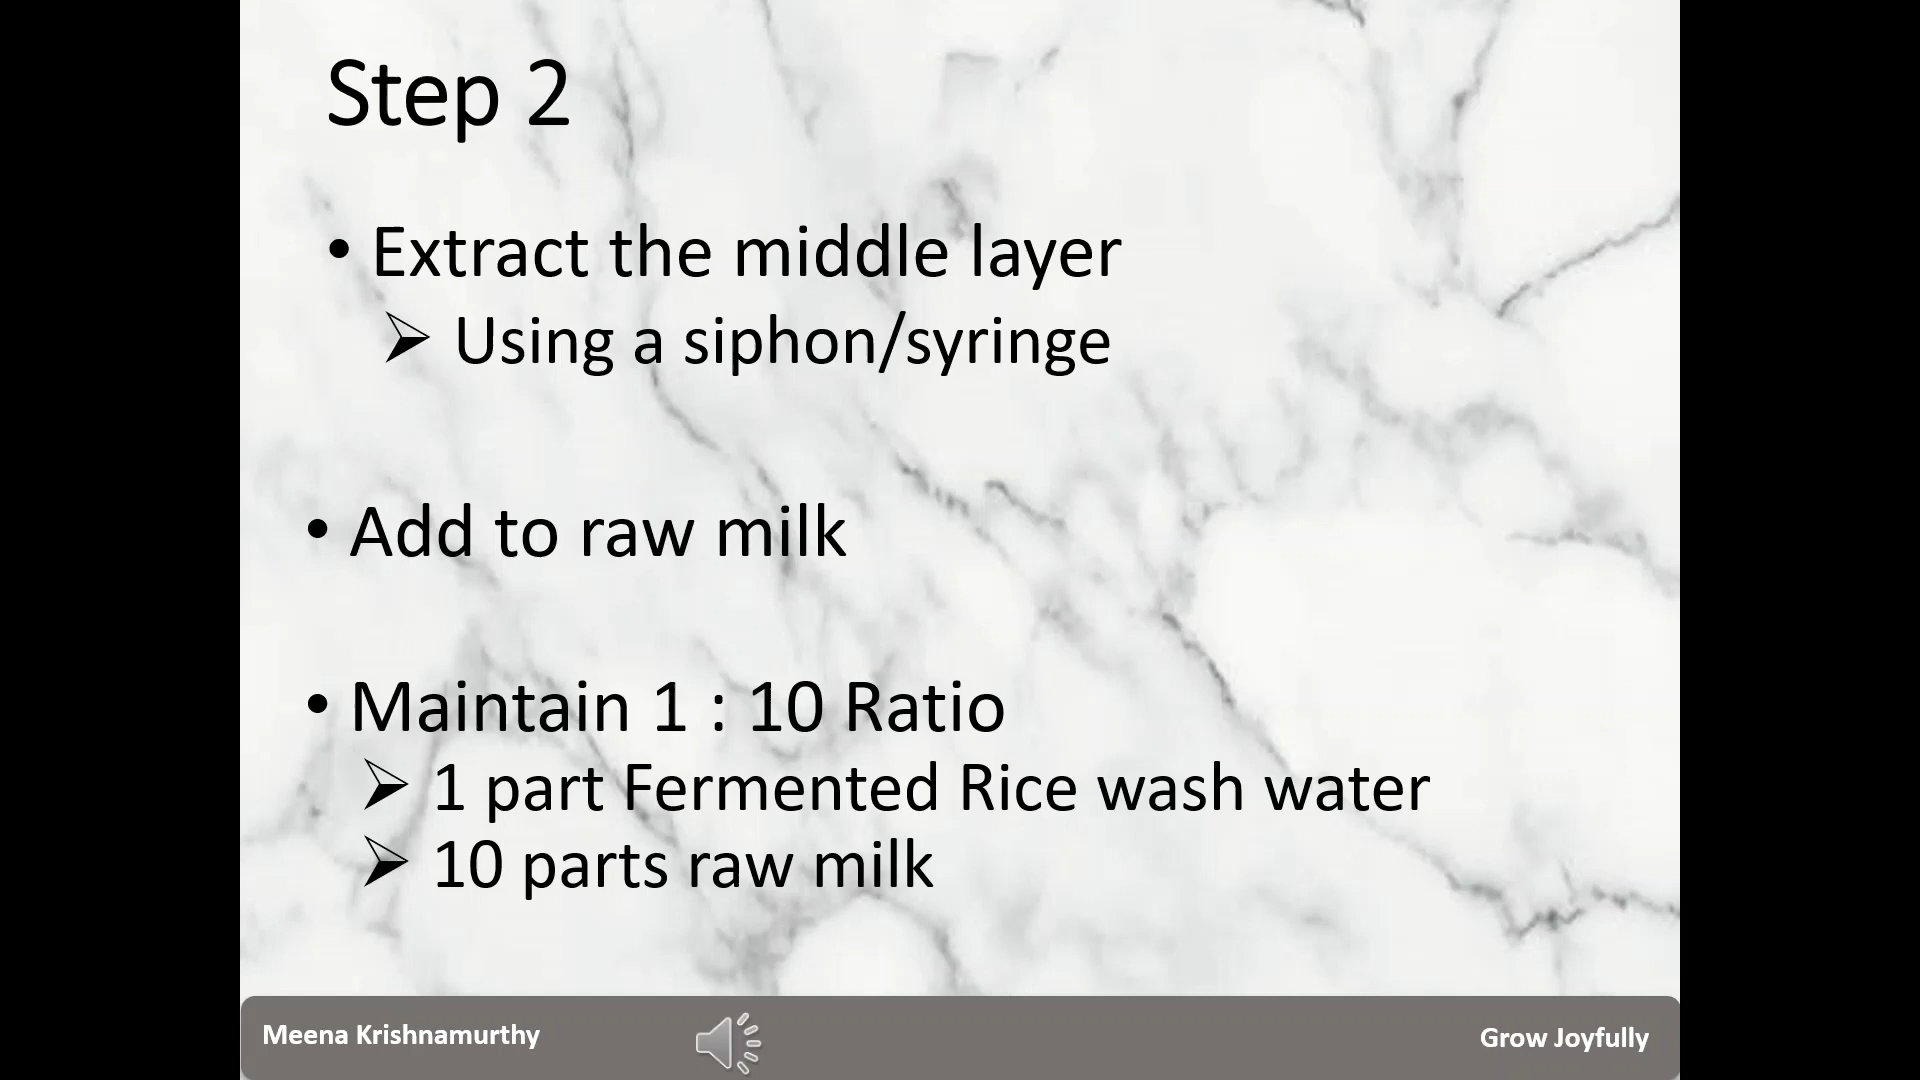 Step 2
• Extract the middle layer
➢ Using a siphon/syringe
• Add to raw milk
• Maintain 1 : 10 Ratio
➢ 1 part Fermented Rice wash water
➢ 10 parts raw milk
Meena Krishnamurthy
Grow Joyfully